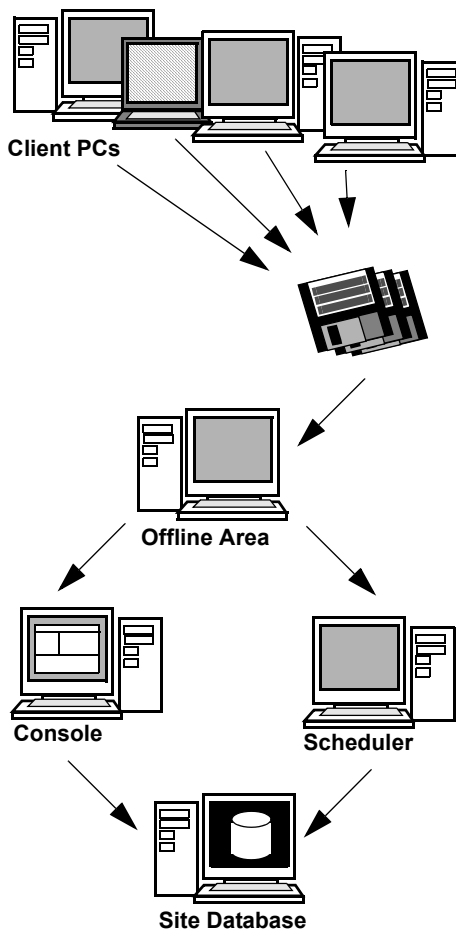 Client PCs
Offline Area
Console
Scheduler
Site Database